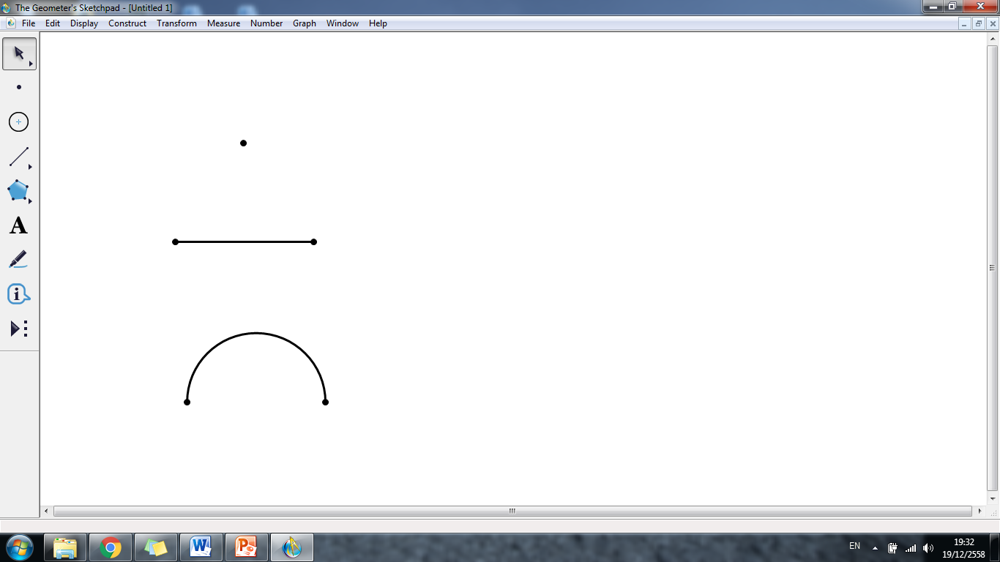 The Geometer's Sketchpad - [Untitled 1]
File Edit Display Construct Transform Measure Number Graph Window Help
A
i
W P
EN
19:32
19/12/2558